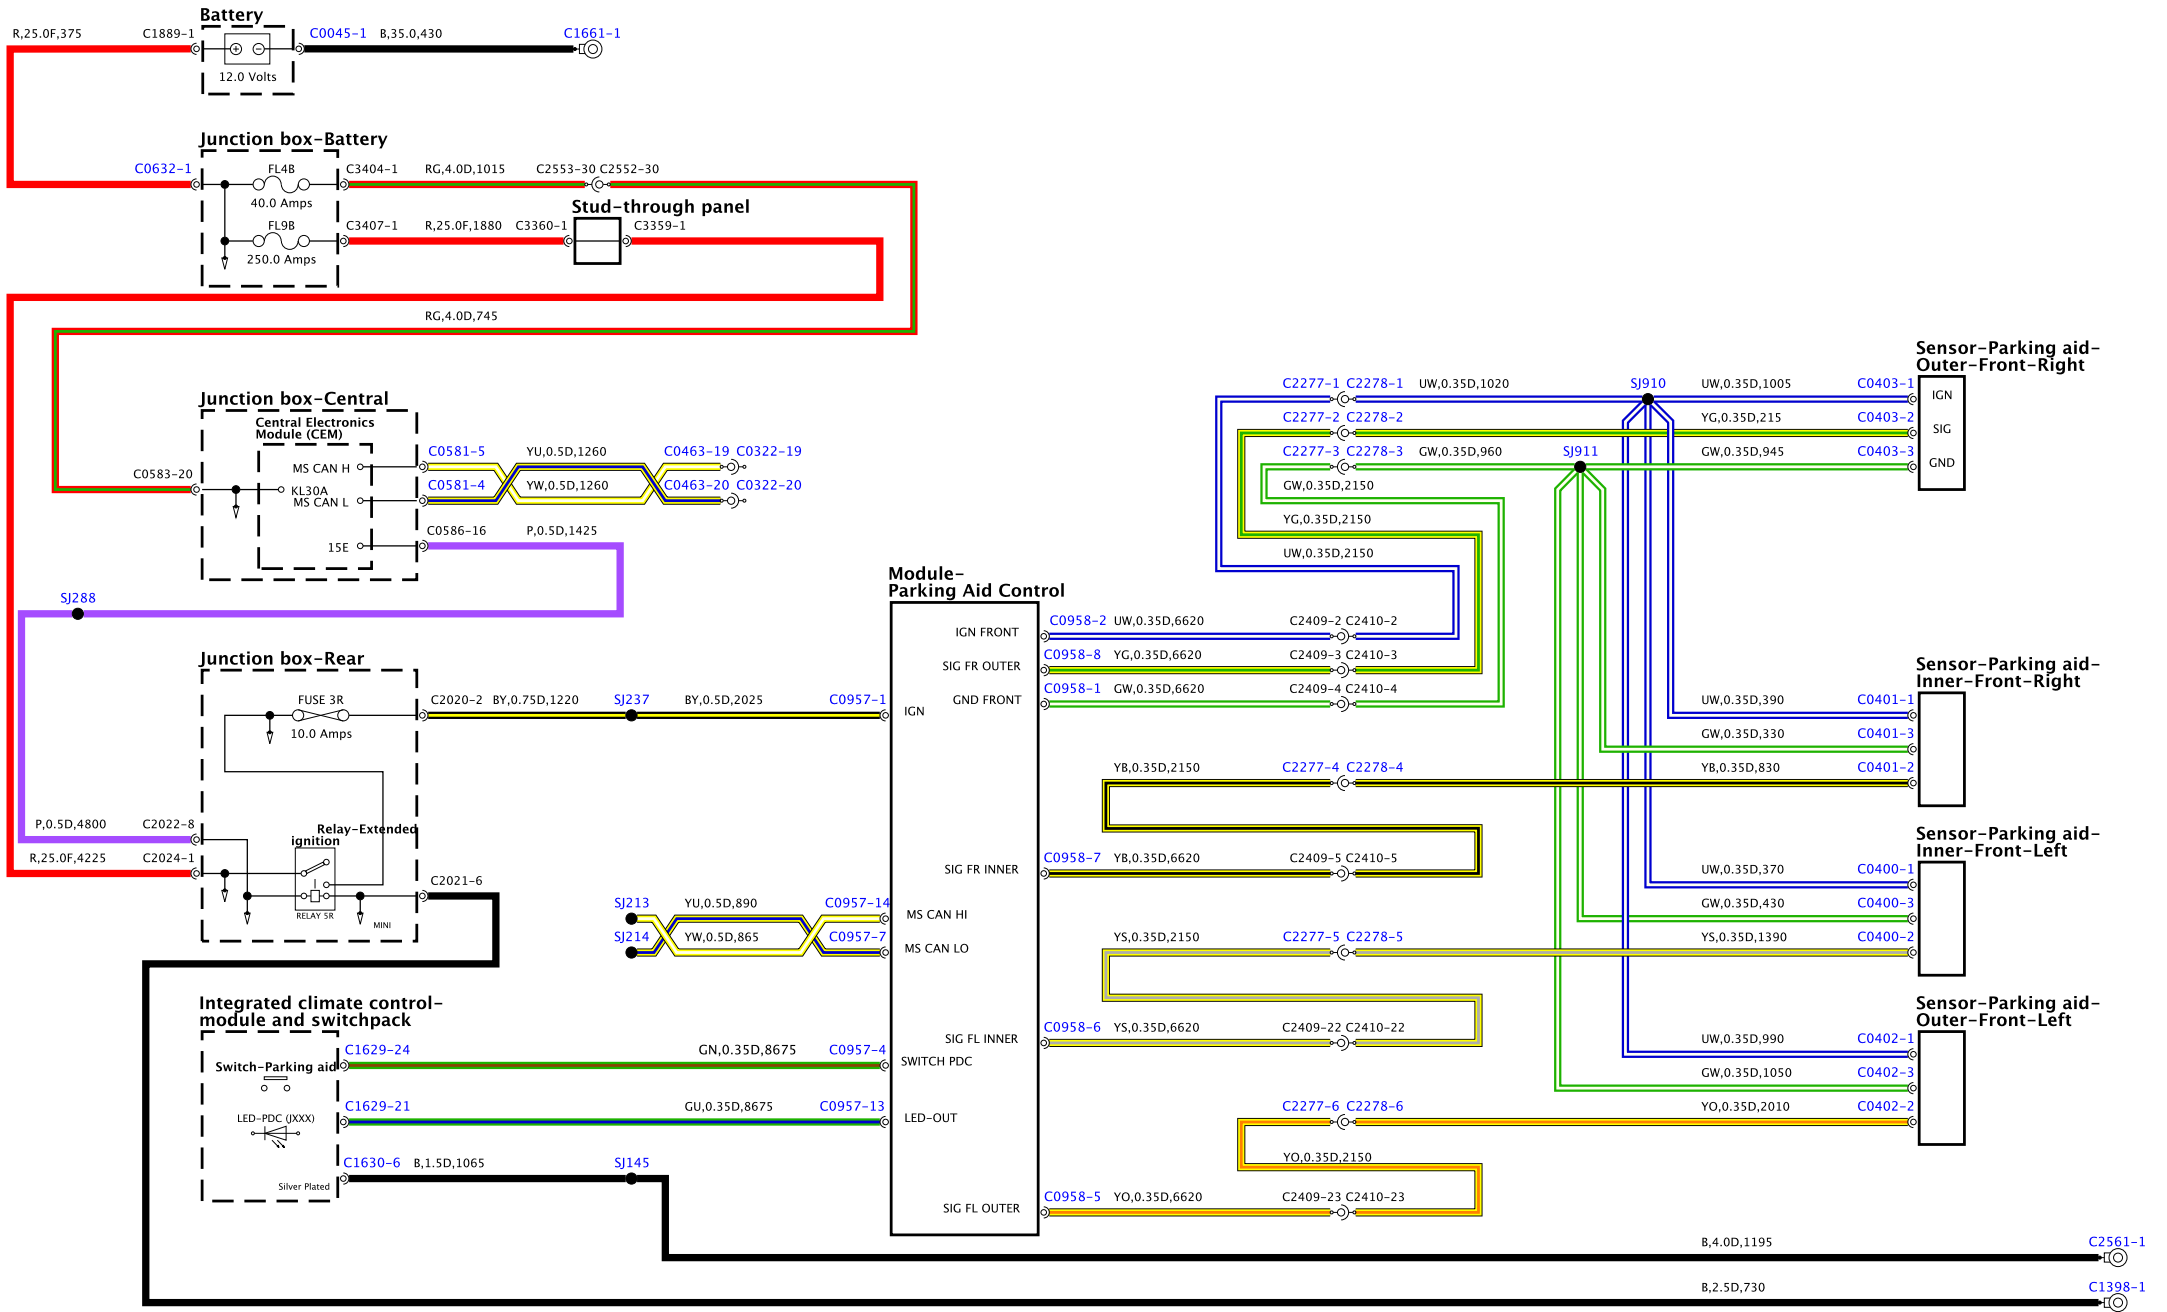 Battery
R,25.0F,375
C1889-1
C0045-1
B,35.0,430
C1661-1
+
−
12.0 Volts
Junction box-Battery
C0632-1
FL4B
C3404-1
RG,4.0D,1015
C2553-30
C2552-30
40.0 Amps
Stud-through panel
FL9B
C3407-1
R,25.0F,1880
C3360-1
C3359-1
250.0 Amps
RG,4.0D,745
Junction box-Central
Central Electronics
Module (CEM)
C0583-20
MS CAN H
KL30A
MS CAN L
15E
C0581-5
YU,0.5D,1260
C0463-19
C0322-19
C0581-4
YW,0.5D,1260
C0463-20
C0322-20
C0586-16
P,0.5D,1425
SJ288
Junction box-Rear
FUSE 3R
C2020-2
BY,0.75D,1220
SJ237
BY,0.5D,2025
C0957-1
10.0 Amps
P,0.5D,4800
C2022-8
Relay-Extended
ignition
R,25.0F,4225
C2024-1
C2021-6
RELAY 5R
MINI
SJ213
YU,0.5D,890
C0957-14
SJ214
YW,0.5D,865
C0957-7
Integrated climate control-
module and switchpack
C1629-24
GN,0.35D,8675
C0957-4
Switch-Parking aid
LED-PDC (JXXX)
C1629-21
GU,0.35D,8675
C0957-13
C1630-6
B,1.5D,1065
SJ145
Silver Plated
Module-
Parking Aid Control
IGN FRONT
SIG FR OUTER
GND FRONT
IGN
SIG FR INNER
MS CAN HI
MS CAN LO
SIG FL INNER
SWITCH PDC
LED-OUT
SIG FL OUTER
C0958-2
UW,0.35D,6620
C2409-2
C2410-2
C0958-8
YG,0.35D,6620
C2409-3
C2410-3
C0958-1
GW,0.35D,6620
C2409-4
C2410-4
YB,0.35D,2150
C2277-4
C2278-4
C0958-7
YB,0.35D,6620
C2409-5
C2410-5
YS,0.35D,2150
C2277-5
C2278-5
C0958-6
YS,0.35D,6620
C2409-22
C2410-22
C2277-6
C2278-6
YO,0.35D,2150
C0958-5
YO,0.35D,6620
C2409-23
C2410-23
C2277-1
C2278-1
UW,0.35D,1020
SJ910
UW,0.35D,1005
C0403-1
C2277-2
C2278-2
YG,0.35D,215
C0403-2
C2277-3
C2278-3
GW,0.35D,960
SJ911
GW,0.35D,945
C0403-3
GW,0.35D,2150
YG,0.35D,2150
UW,0.35D,2150
Sensor-Parking aid-
Outer-Front-Right
IGN
SIG
GND
Sensor-Parking aid-
Inner-Front-Right
UW,0.35D,390
C0401-1
GW,0.35D,330
C0401-3
YB,0.35D,830
C0401-2
Sensor-Parking aid-
Inner-Front-Left
UW,0.35D,370
C0400-1
GW,0.35D,430
C0400-3
YS,0.35D,1390
C0400-2
Sensor-Parking aid-
Outer-Front-Left
UW,0.35D,990
C0402-1
GW,0.35D,1050
C0402-3
YO,0.35D,2010
C0402-2
B,4.0D,1195
C2561-1
B,2.5D,730
C1398-1